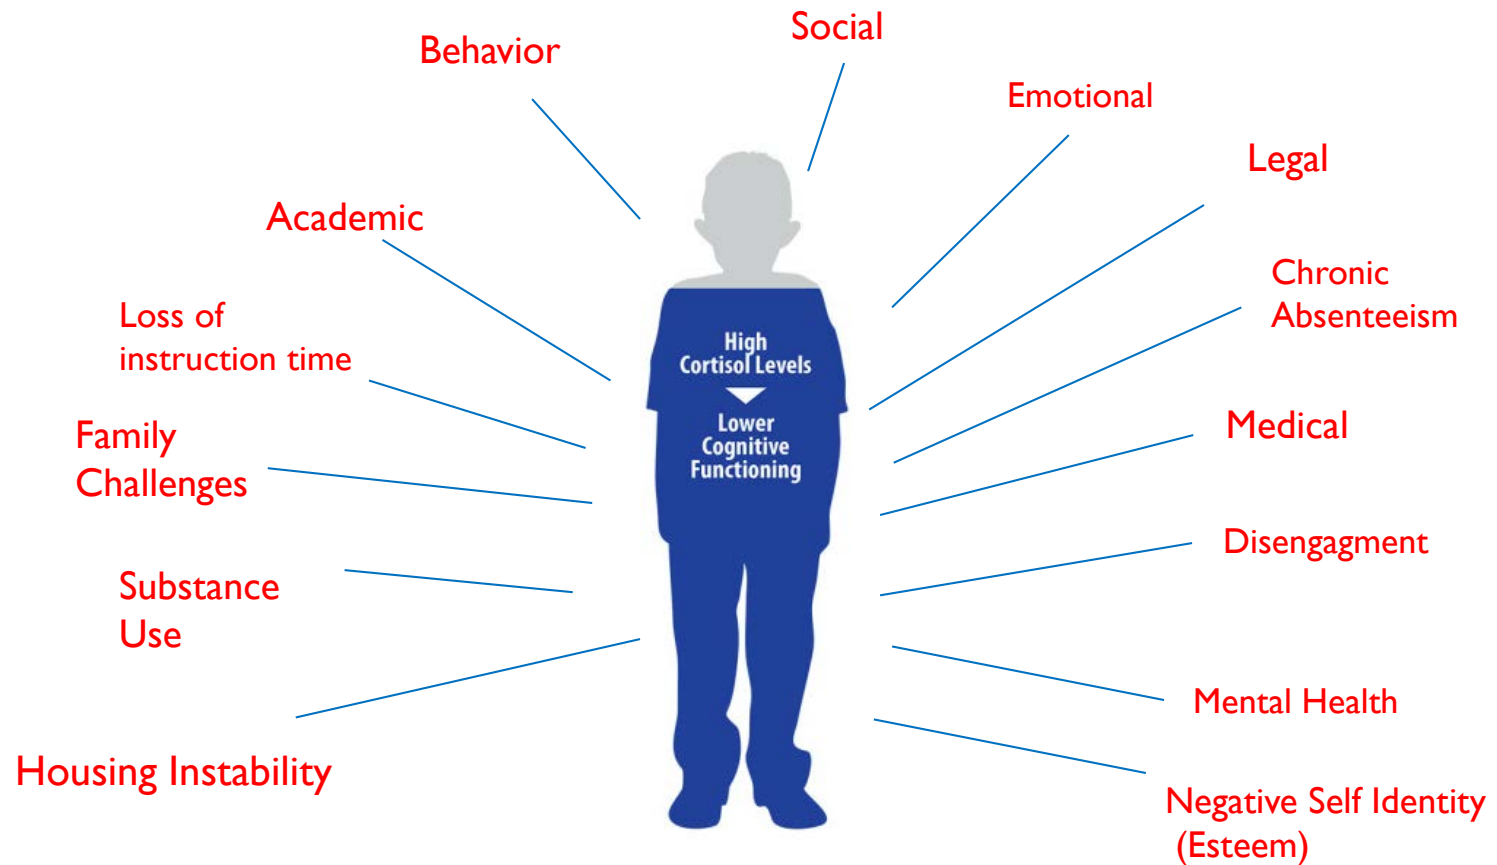 Social
Behavior
Emotional
Legal
Academic
Chronic
Absenteeism
Loss of
instruction time
High
Cortisol Levels
Lower
Cognitive
Functioning
Family
Challenges
Medical
Disengagment
Substance
Use
Mental Health
Housing Instability
Negative Self Identity
(Esteem)